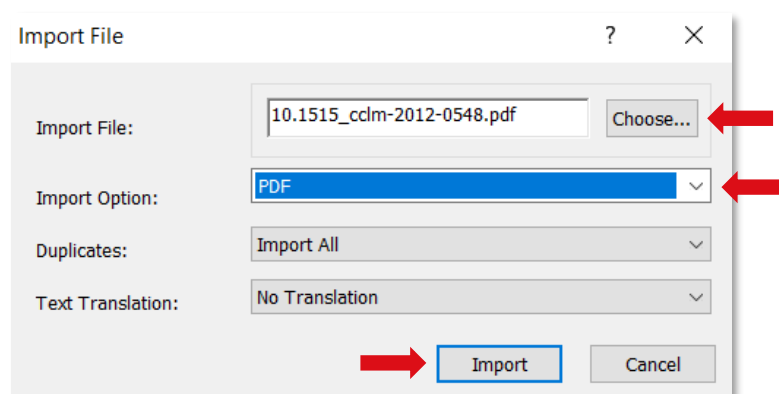 Import File ? ×
Import File: 10.1515_cclm-2012-0548.pdf Choose...
Import Option: PDF
Duplicates: Import All
Text Translation: No Translation
Import Cancel